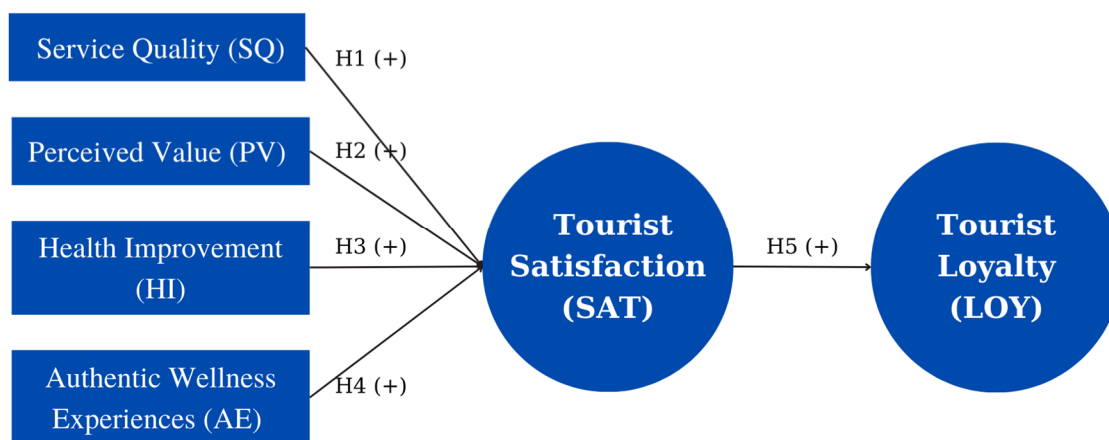 Service Quality (SQ)
H1 (+)
Perceived Value (PV)
H2 (+)
Health Improvement
(HI)
H3 (+)
Authentic Wellness
Experiences (AE)
H4 (+)
Tourist
Satisfaction
(SAT)
H5 (+)
Tourist
Loyalty
(LOY)